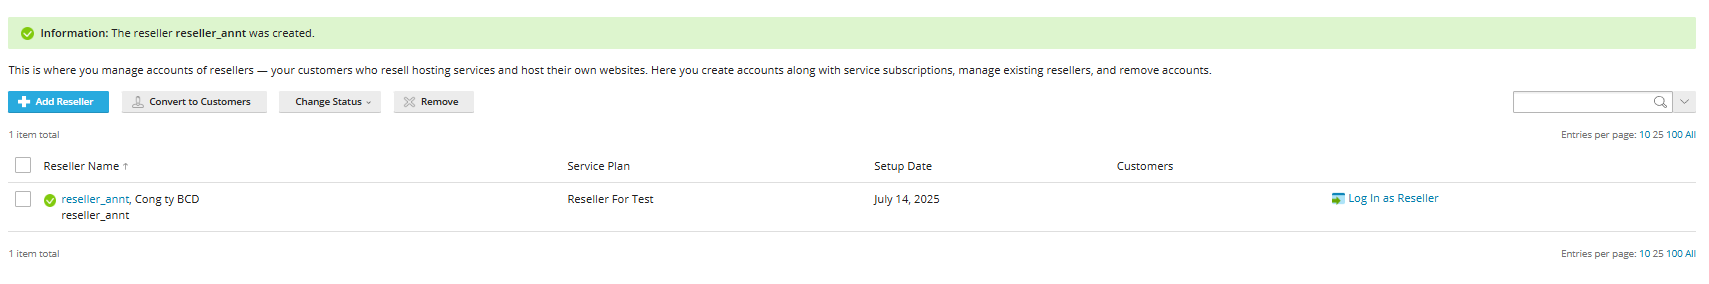 Information: The reseller reseller_annt was created.
This is where you manage accounts of resellers — your customers who resell hosting services and host their own websites. Here you create accounts along with service subscriptions, manage existing resellers, and remove accounts.
Add Reseller Convert to Customers Change Status Remove
1 item total Entries per page: 10 25 100 All
Reseller Name ↑ Service Plan Setup Date Customers
reseller_annt, Cong ty BCD Reseller For Test July 14, 2025 Log In as Reseller
reseller_annt
1 item total Entries per page: 10 25 100 All